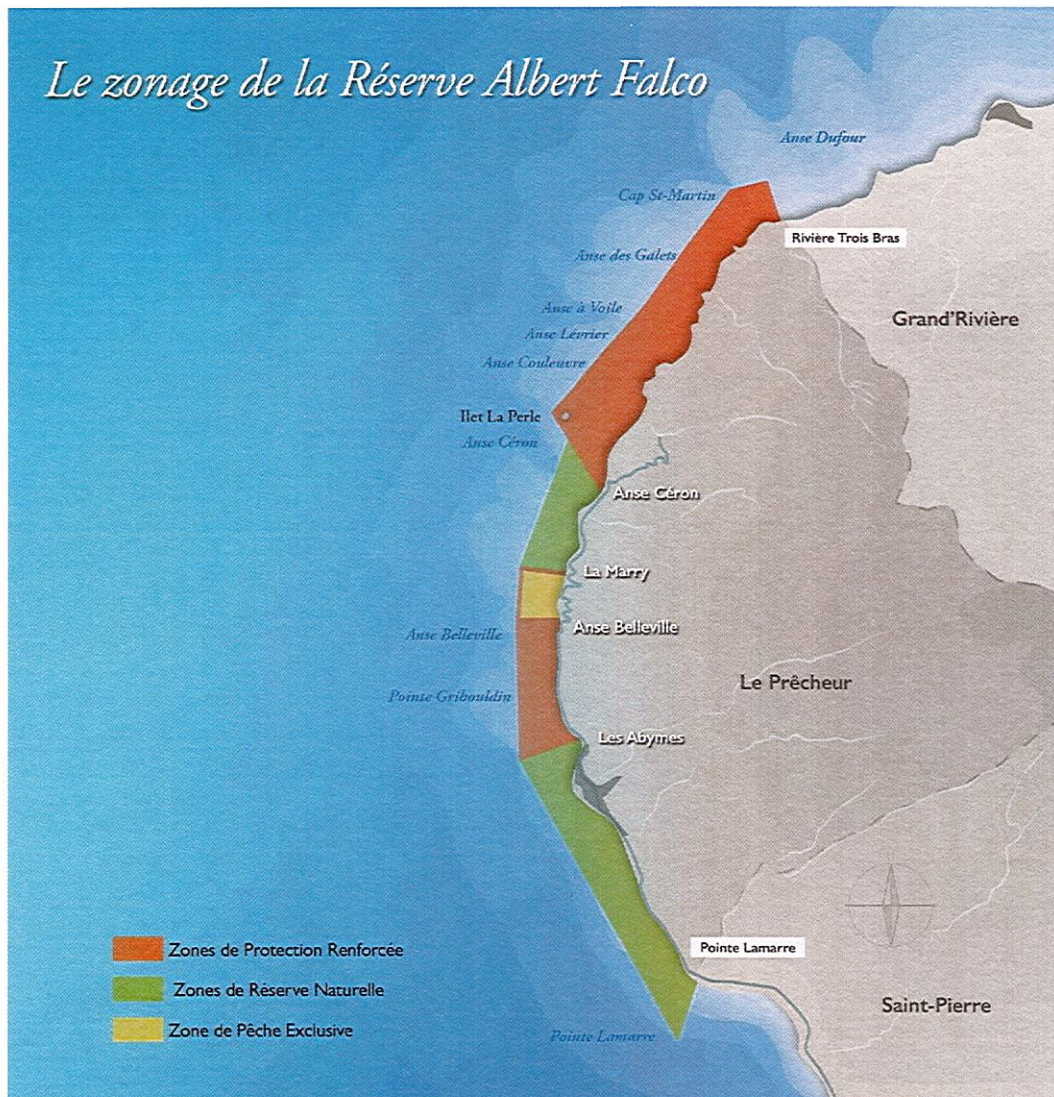 Le zonage de la Réserve Albert Falco
Anse Dufour
Cap St-Martin
Rivière Trois Bras
Anse des Galets
Anse à Voile
Grand'Rivière
Anse Lévrier
Anse Couleuvre
Ilet La Perle
Anse Céron
Anse Céron
La Marry
Anse Belleville
Anse Belleville
Le Prêcheur
Pointe Gribouldin
Les Abymes
Zones de Protection Renforcée
Pointe Lamarre
Zones de Réserve Naturelle
Saint-Pierre
Zone de Pêche Exclusive
Pointe Lamarre